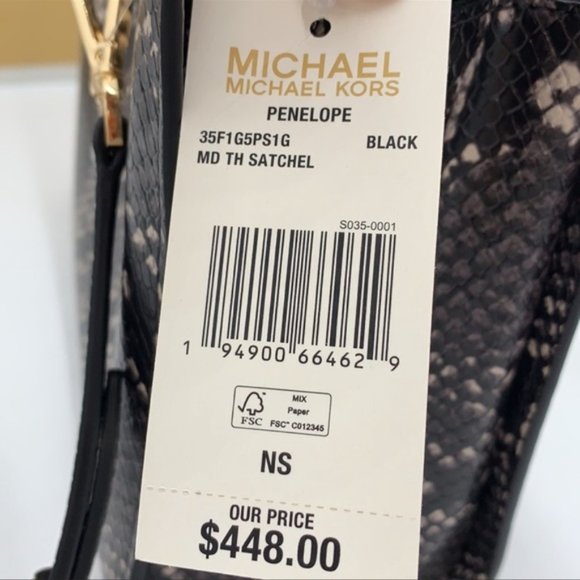 MICHAEL
MICHAEL KORS
PENELOPE
35F1G5PS1G BLACK
MD TH SATCHEL
S035-0001
1 94900 66462 9
FSC
MIX
Paper
FSC™ C012345
NS
OUR PRICE
$448.00